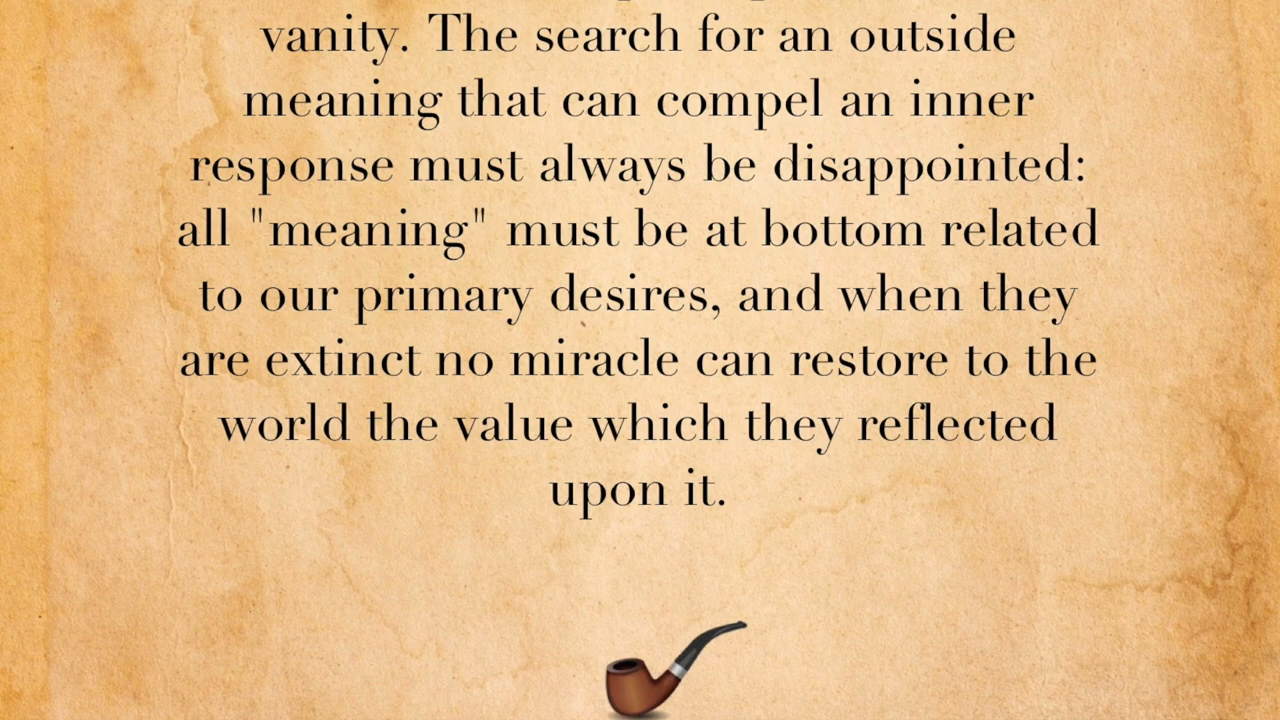 vanity. The search for an outside
meaning that can compel an inner
response must always be disappointed:
all "meaning" must be at bottom related
to our primary desires, and when they
are extinct no miracle can restore to the
world the value which they reflected
upon it.